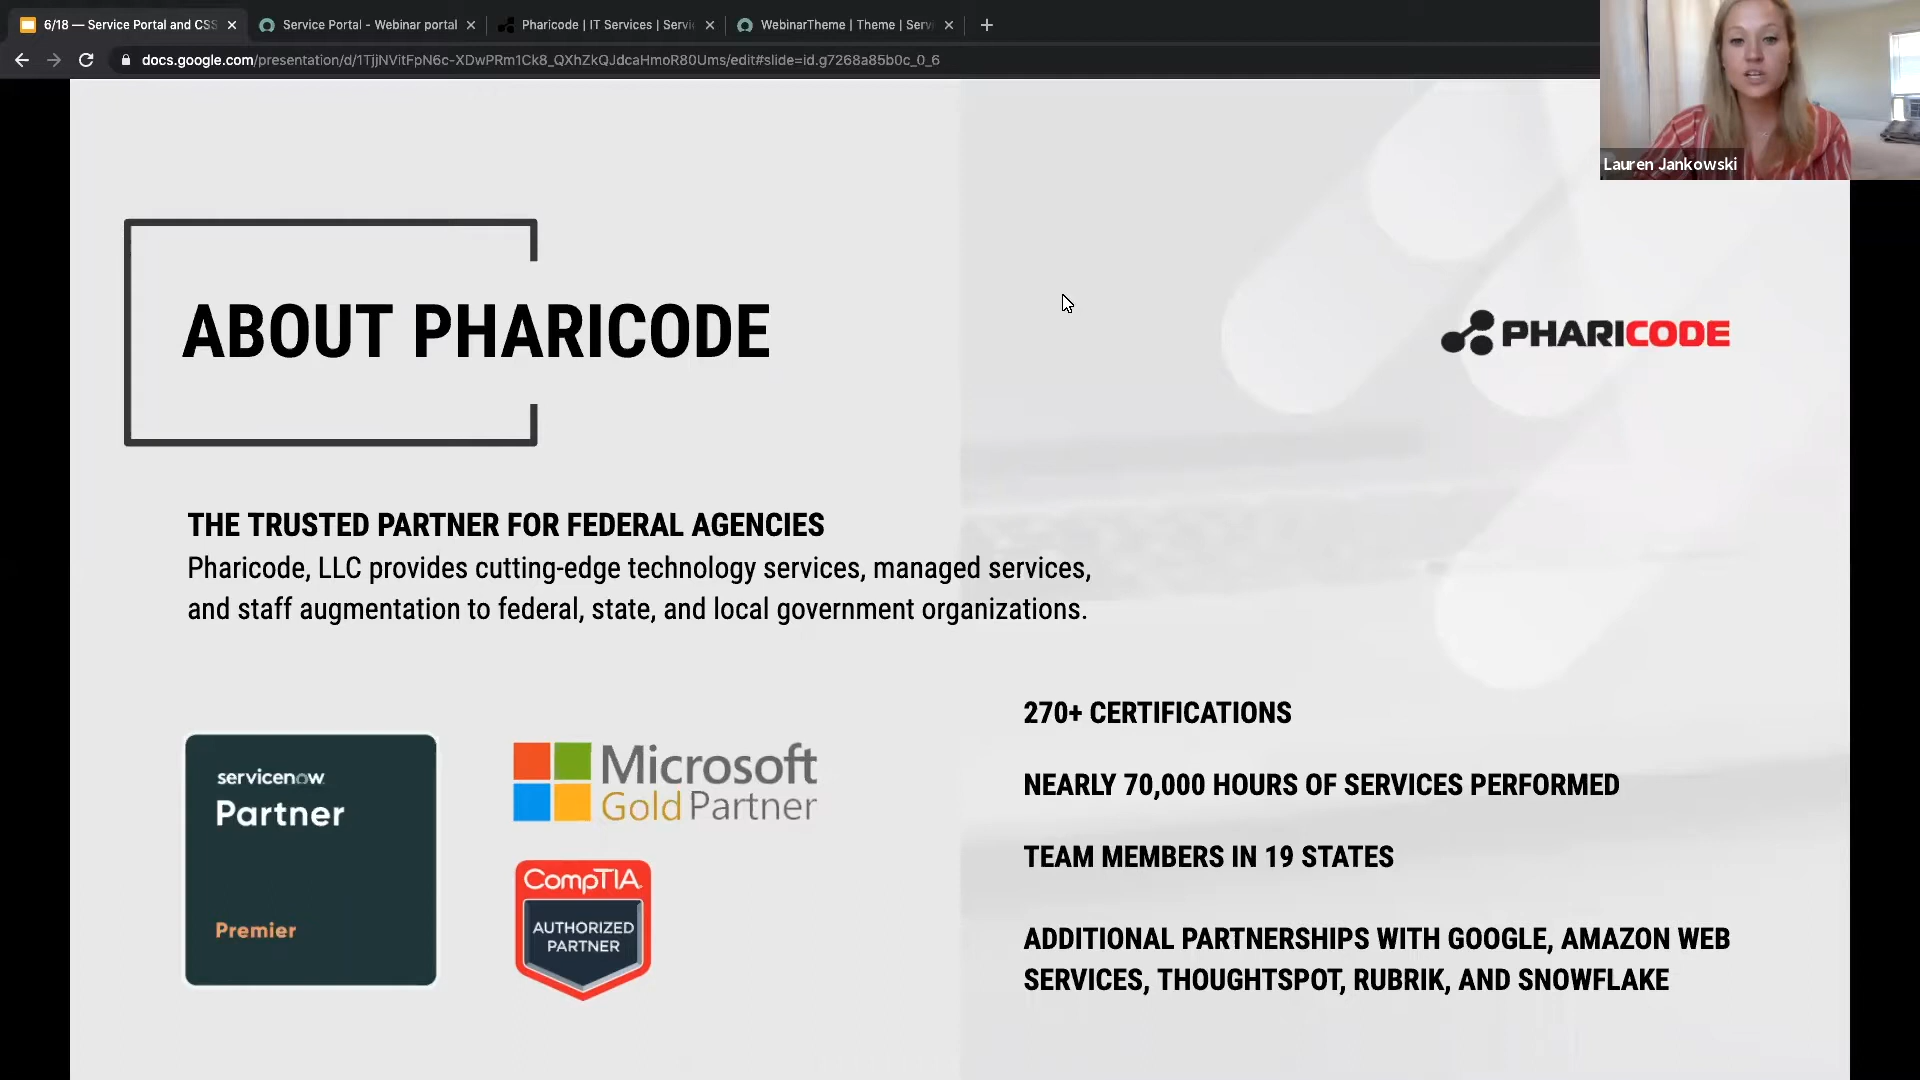 6/18 — Service Portal and CSS
Service Portal - Webinar portal
Pharicode | IT Services | Servic
WebinarTheme | Theme | Servi
docs.google.com/presentation/d/1TjjNVitFpN6c-XDwPRm1Ck8_QXhZkQJdcaHmoR80Ums/edit#slide=id.g7268a85b0c_0_6
Lauren Jankowski
ABOUT PHARICODE
PHARICODE
THE TRUSTED PARTNER FOR FEDERAL AGENCIES
Pharicode, LLC provides cutting-edge technology services, managed services,
and staff augmentation to federal, state, and local government organizations.
servicenow
Partner
Premier
Microsoft
Gold Partner
CompTIA
AUTHORIZED
PARTNER
270+ CERTIFICATIONS
NEARLY 70,000 HOURS OF SERVICES PERFORMED
TEAM MEMBERS IN 19 STATES
ADDITIONAL PARTNERSHIPS WITH GOOGLE, AMAZON WEB
SERVICES, THOUGHTSPOT, RUBRIK, AND SNOWFLAKE